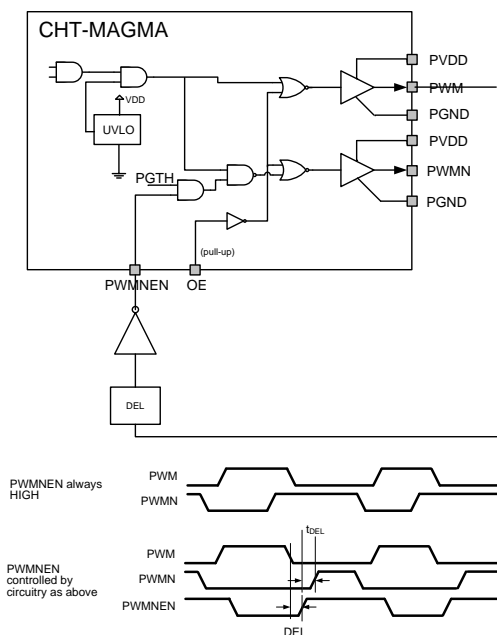 CHT-MAGMA
PVDD
PWM
PGND
VDD
UVLO
PVDD
PGTH
PWMN
PGND
(pull-up)
PWMNEN
OE
DEL
PWMNEN always
HIGH
PWM
PWMN
tDEL
PWMNEN
controlled by
circuitry as above
PWM
PWMN
PWMNEN
DEL